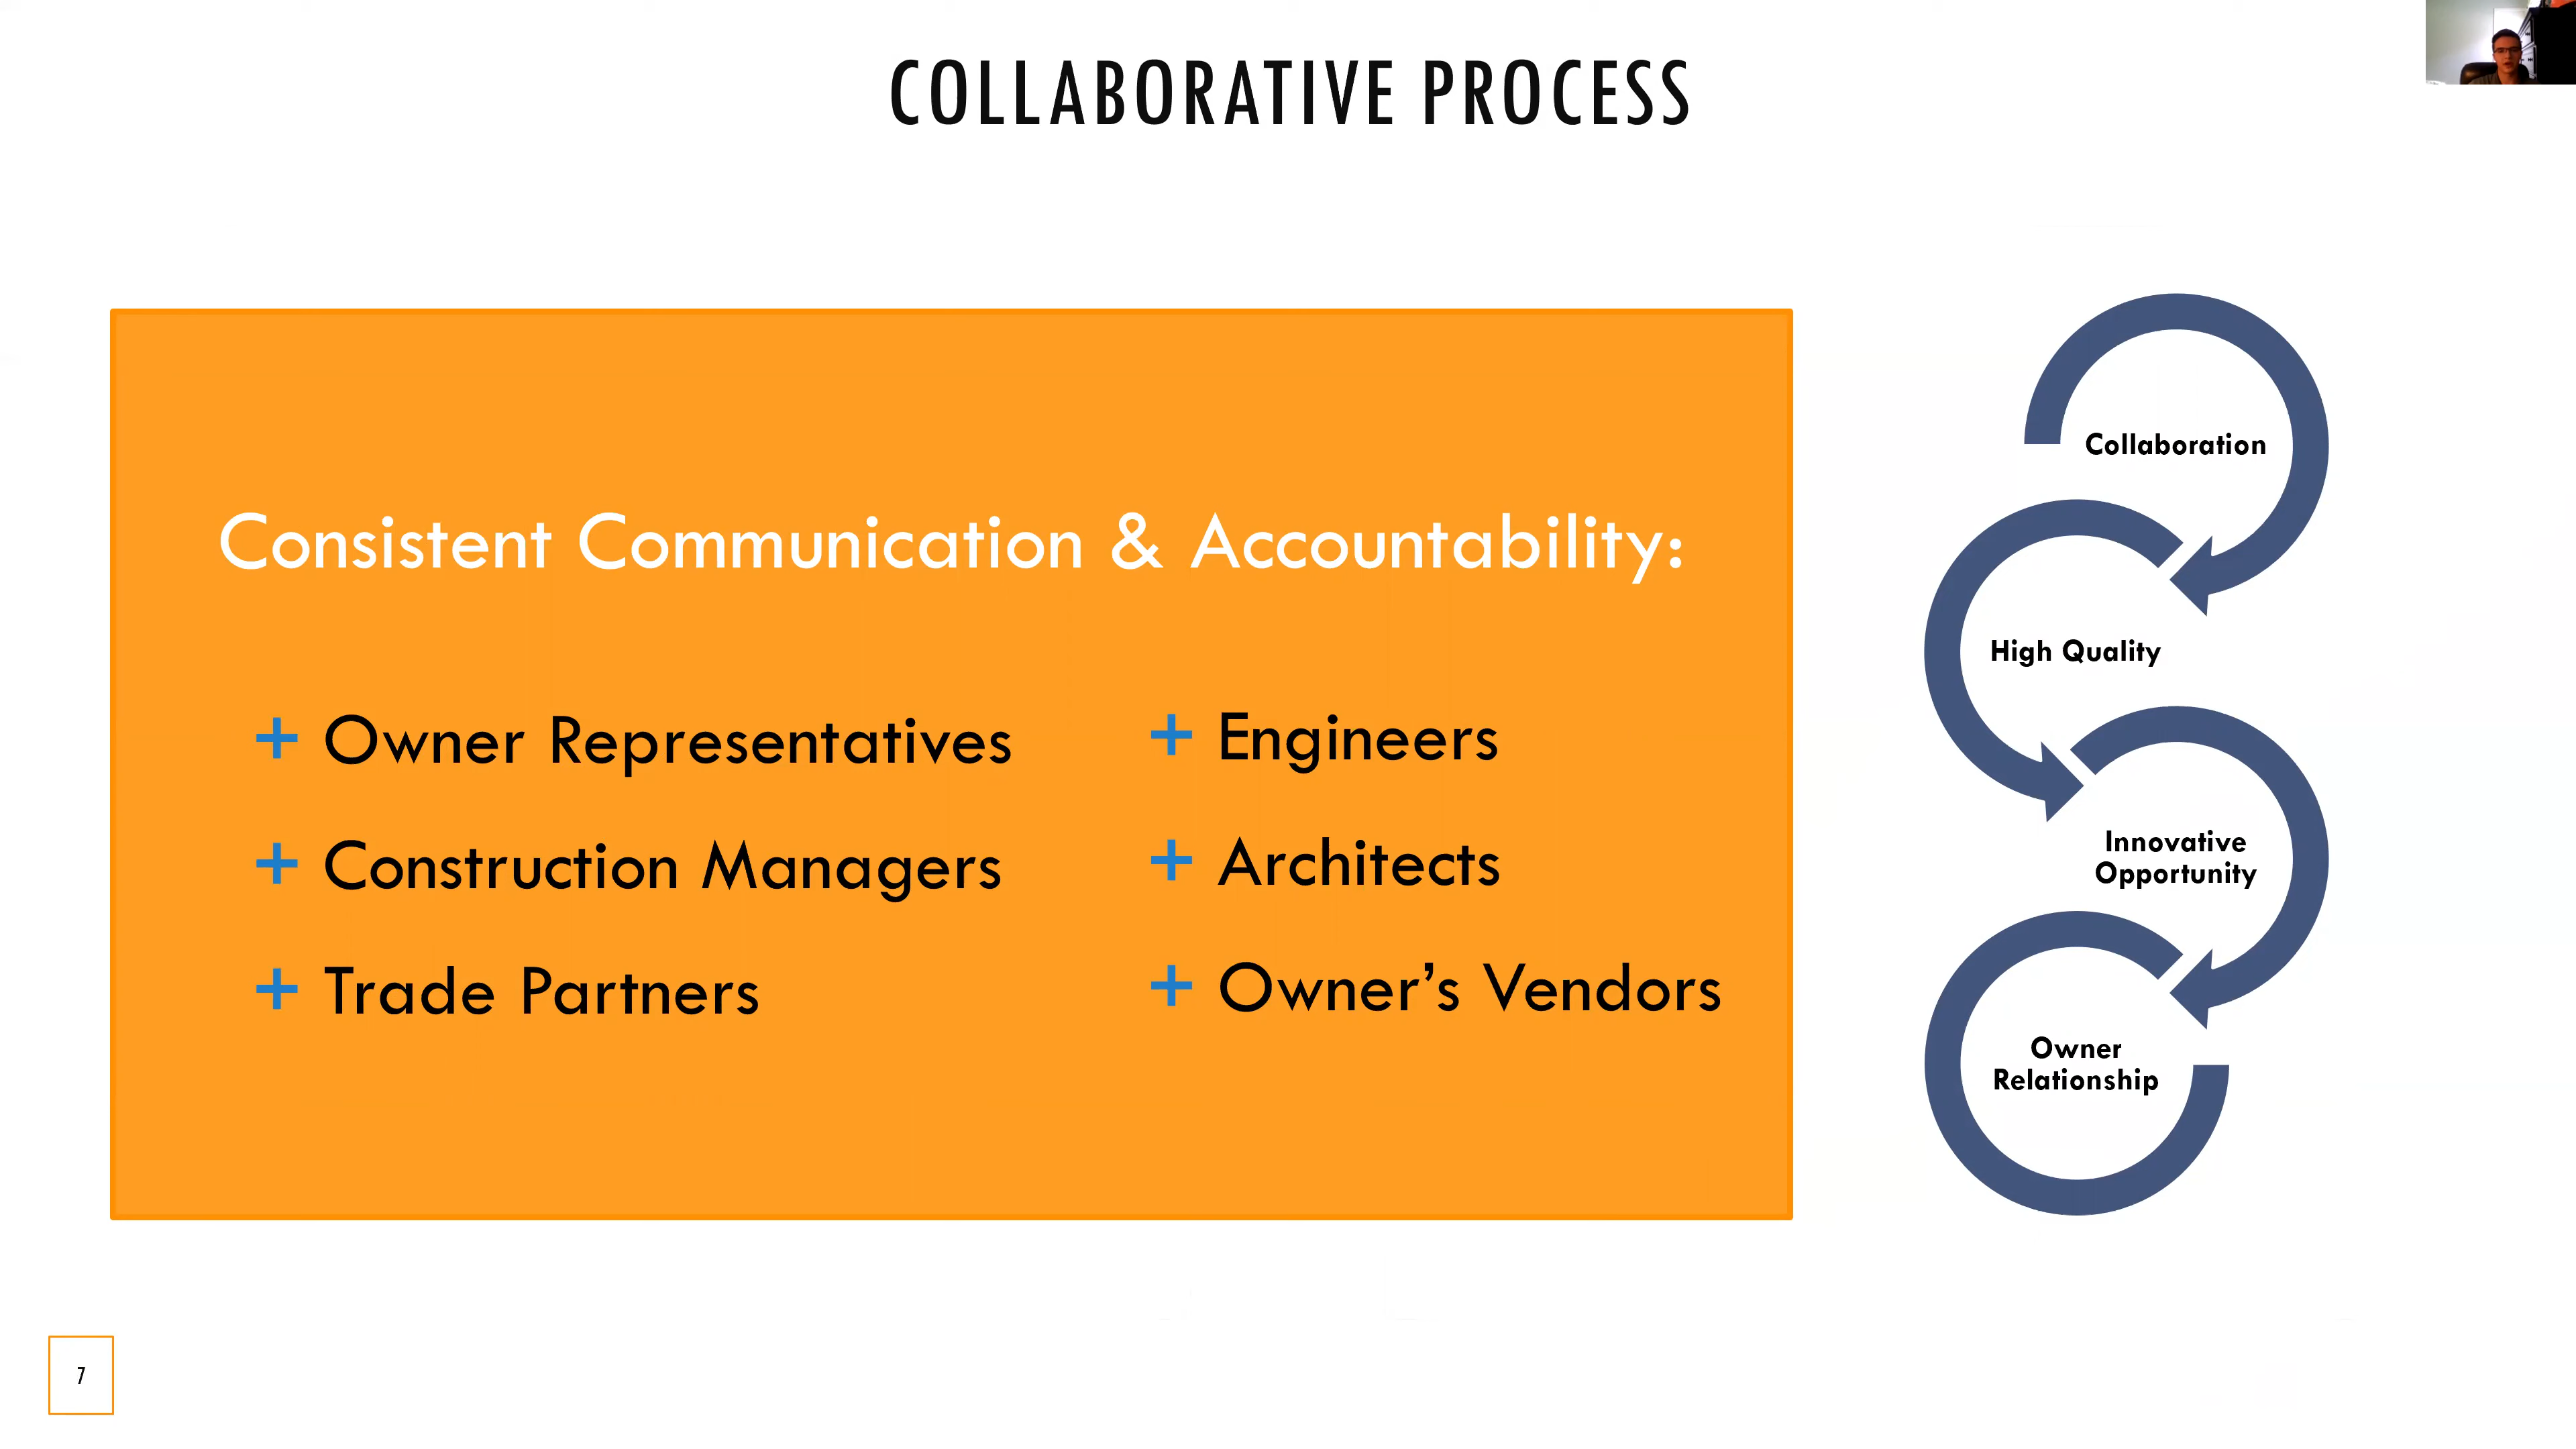 COLLABORATIVE PROCESS
Consistent Communication & Accountability:
+ Owner Representatives
+ Construction Managers
+ Trade Partners
+ Engineers
+ Architects
+ Owner’s Vendors
Collaboration
High Quality
Innovative
Opportunity
Owner
Relationship
7